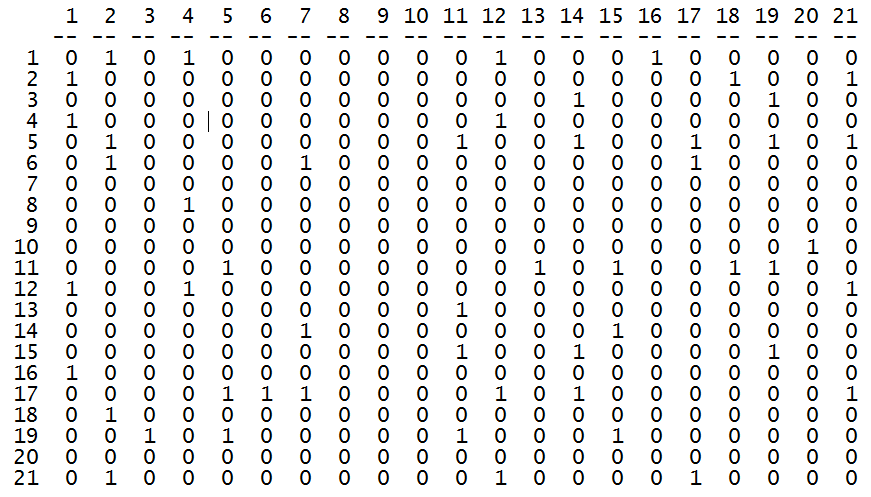 1 2 3 4 5 6 7 8 9 10 11 12 13 14 15 16 17 18 19 20 21
-- -- -- -- -- -- -- -- -- -- -- -- -- -- -- -- -- -- -- -- --
1 0 1 0 1 0 0 0 0 0 0 0 1 0 0 0 1 0 0 0 0 0
2 1 0 0 0 0 0 0 0 0 0 0 0 0 0 0 0 0 1 0 0 1
3 0 0 0 0 0 0 0 0 0 0 0 0 0 1 0 0 0 0 1 0 0
4 1 0 0 0 0 0 0 0 0 0 0 1 0 0 0 0 0 0 0 0 0
5 0 1 0 0 0 0 0 0 0 0 1 0 0 1 0 0 1 0 1 0 1
6 0 1 0 0 0 0 1 0 0 0 0 0 0 0 0 0 1 0 0 0 0
7 0 0 0 0 0 0 0 0 0 0 0 0 0 0 0 0 0 0 0 0 0
8 0 0 0 1 0 0 0 0 0 0 0 0 0 0 0 0 0 0 0 0 0
9 0 0 0 0 0 0 0 0 0 0 0 0 0 0 0 0 0 0 0 0 0
10 0 0 0 0 0 0 0 0 0 0 0 0 0 0 0 0 0 0 0 1 0
11 0 0 0 0 1 0 0 0 0 0 0 0 1 0 1 0 0 1 1 0 0
12 1 0 0 1 0 0 0 0 0 0 0 0 0 0 0 0 0 0 0 0 1
13 0 0 0 0 0 0 0 0 0 0 1 0 0 0 0 0 0 0 0 0 0
14 0 0 0 0 0 0 1 0 0 0 0 0 0 0 1 0 0 0 0 0 0
15 0 0 0 0 0 0 0 0 0 0 1 0 0 1 0 0 0 0 1 0 0
16 1 0 0 0 0 0 0 0 0 0 0 0 0 0 0 0 0 0 0 0 0
17 0 0 0 0 1 1 1 0 0 0 0 1 0 1 0 0 0 0 0 0 1
18 0 1 0 0 0 0 0 0 0 0 0 0 0 0 0 0 0 0 0 0 0
19 0 0 1 0 1 0 0 0 0 0 1 0 0 0 1 0 0 0 0 0 0
20 0 0 0 0 0 0 0 0 0 0 0 0 0 0 0 0 0 0 0 0 0
21 0 1 0 0 0 0 0 0 0 0 0 1 0 0 0 0 1 0 0 0 0